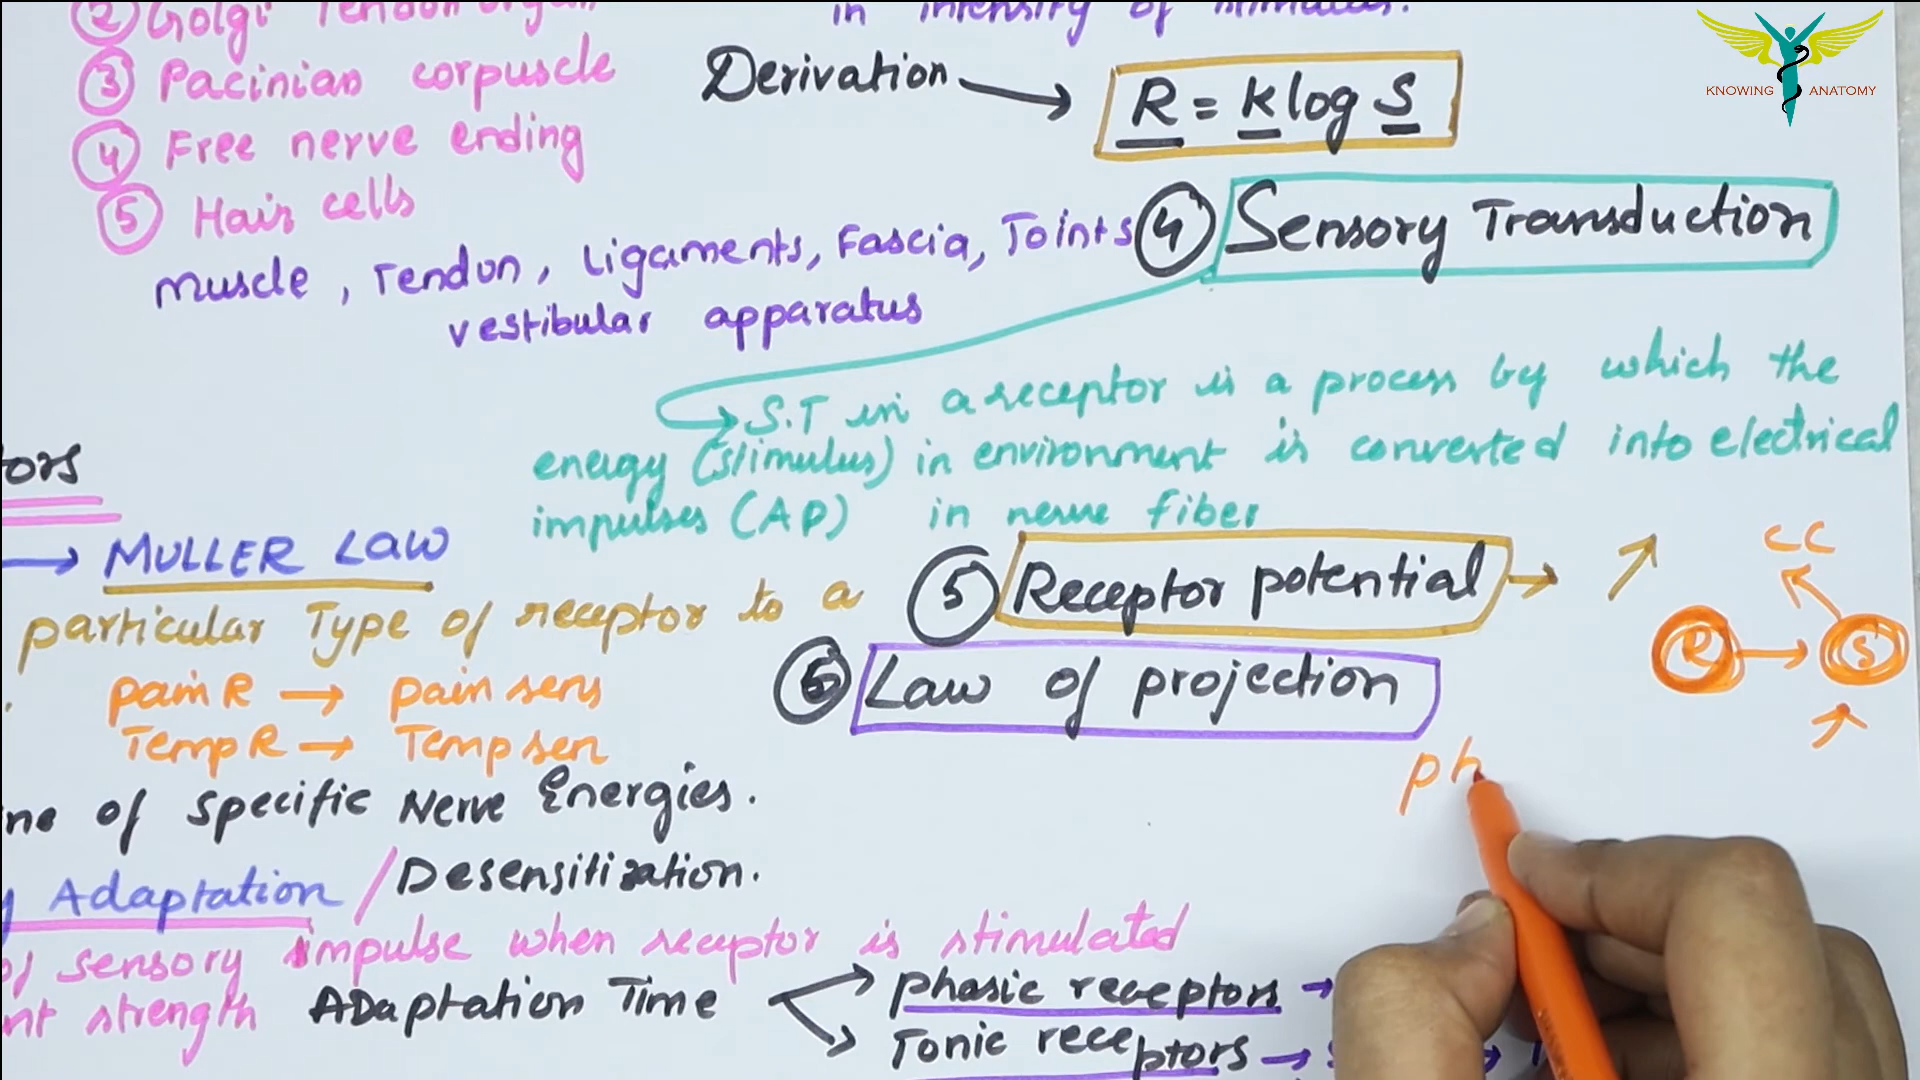 ② Golgi Tendon organ
in intensity of stimulus.
③ Pacinian corpuscle
Derivation → R = K log S
KNOWING ANATOMY
④ Free nerve ending
⑤ Hair cells
④ Sensory Transduction
muscle, Tendon, Ligaments, Fascia, Joints
vestibular apparatus
→ S.T in a receptor is a process by which the
energy (stimulus) in environment is converted into electrical
impulses (AP) in nerve fiber
ors
→ MULLER LAW
⑤ Receptor potential → ↗
CC
particular Type of receptor to a
R → S
⑥ Law of projection
pain R → pain sens
Temp R → Temp sen
ph
ne of specific Nerve Energies.
Adaptation / Desensitization.
of sensory impulse when receptor is stimulated
nt strength
ADaptation Time
phasic receptors →
Tonic receptors → s →